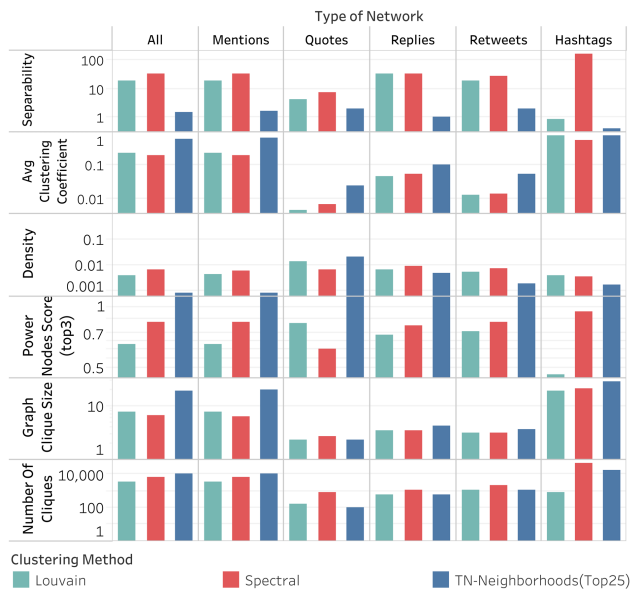 Type of Network
All Mentions Quotes Replies Retweets Hashtags
Separability
100
10
1
Avg
Clustering
Coefficient
1
0.1
0.01
Density
0.1
0.01
0.001
Power
Nodes Score
(top3)
1
0.7
0.5
Graph
Clique Size
10
1
Number Of
Cliques
10,000
100
1
Clustering Method
Louvain Spectral TN-Neighborhoods(Top25)